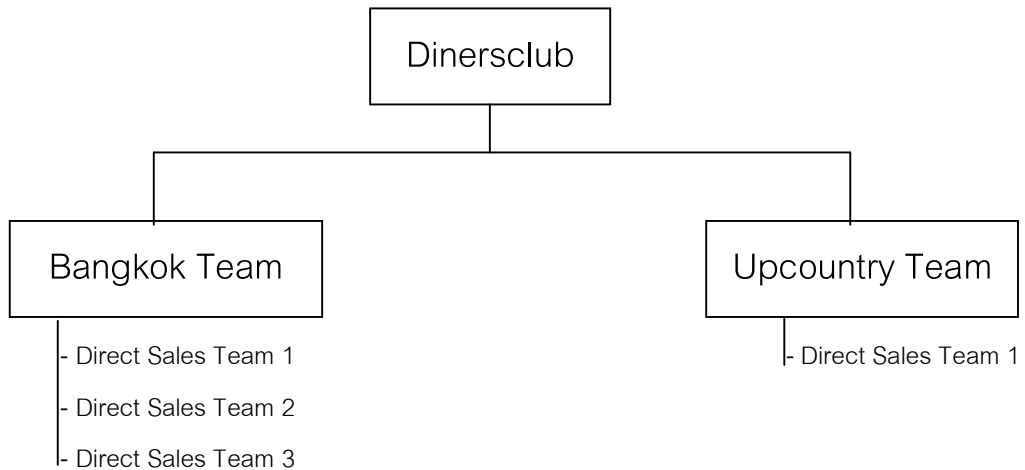 Dinersclub
Bangkok Team
- Direct Sales Team 1
- Direct Sales Team 2
- Direct Sales Team 3
Upcountry Team
- Direct Sales Team 1